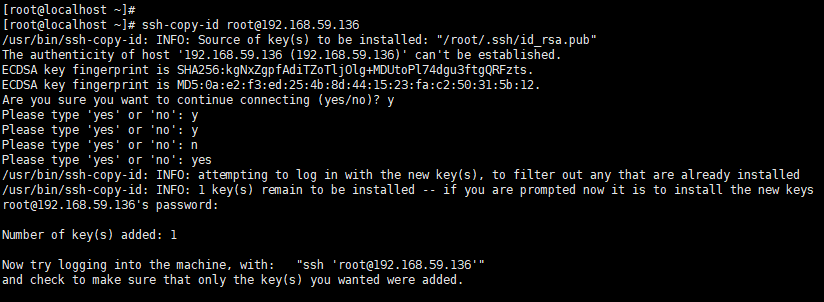 [root@localhost ~]#
[root@localhost ~]# ssh-copy-id root@192.168.59.136
/usr/bin/ssh-copy-id: INFO: Source of key(s) to be installed: "/root/.ssh/id_rsa.pub"
The authenticity of host '192.168.59.136 (192.168.59.136)' can't be established.
ECDSA key fingerprint is SHA256:kgNxZgpfAdiTZoTljOlg+MDUtoPl74dgu3ftgQRFzts.
ECDSA key fingerprint is MD5:0a:e2:f3:ed:25:4b:8d:44:15:23:fa:c2:50:31:5b:12.
Are you sure you want to continue connecting (yes/no)? y
Please type 'yes' or 'no': y
Please type 'yes' or 'no': y
Please type 'yes' or 'no': n
Please type 'yes' or 'no': yes
/usr/bin/ssh-copy-id: INFO: attempting to log in with the new key(s), to filter out any that are already installed
/usr/bin/ssh-copy-id: INFO: 1 key(s) remain to be installed -- if you are prompted now it is to install the new keys
root@192.168.59.136's password:
Number of key(s) added: 1
Now try logging into the machine, with:   "ssh 'root@192.168.59.136'"
and check to make sure that only the key(s) you wanted were added.